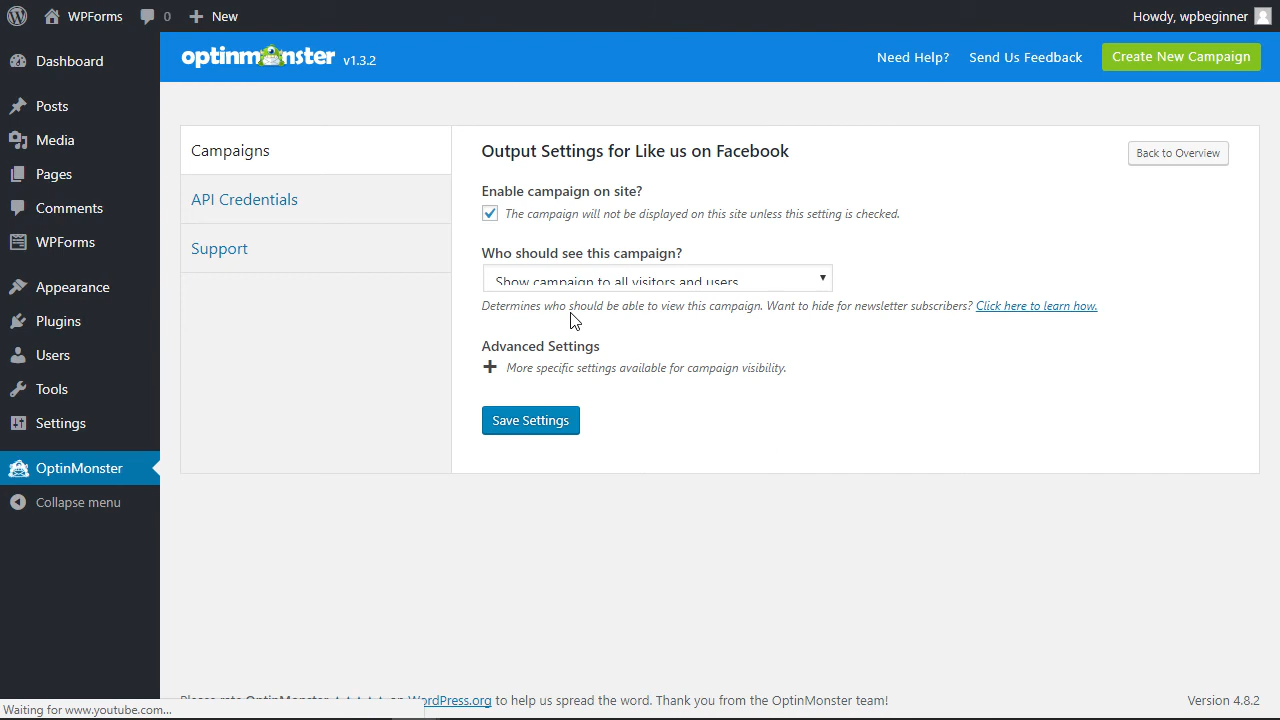 WPForms 0 New Howdy, wpbeginner
optinmonster v1.3.2 Need Help? Send Us Feedback Create New Campaign
Dashboard
Posts
Media
Pages
Comments
WPForms
Appearance
Plugins
Users
Tools
Settings
OptinMonster
Collapse menu
Campaigns
API Credentials
Support
Output Settings for Like us on Facebook
Back to Overview
Enable campaign on site?
The campaign will not be displayed on this site unless this setting is checked.
Who should see this campaign?
Show campaign to all visitors and users
Determines who should be able to view this campaign. Want to hide for newsletter subscribers? Click here to learn how.
Advanced Settings
More specific settings available for campaign visibility.
Save Settings
Please rate OptinMonster ★★★★★ on WordPress.org to help us spread the word. Thank you from the OptinMonster team! Version 4.8.2
Waiting for www.youtube.com...